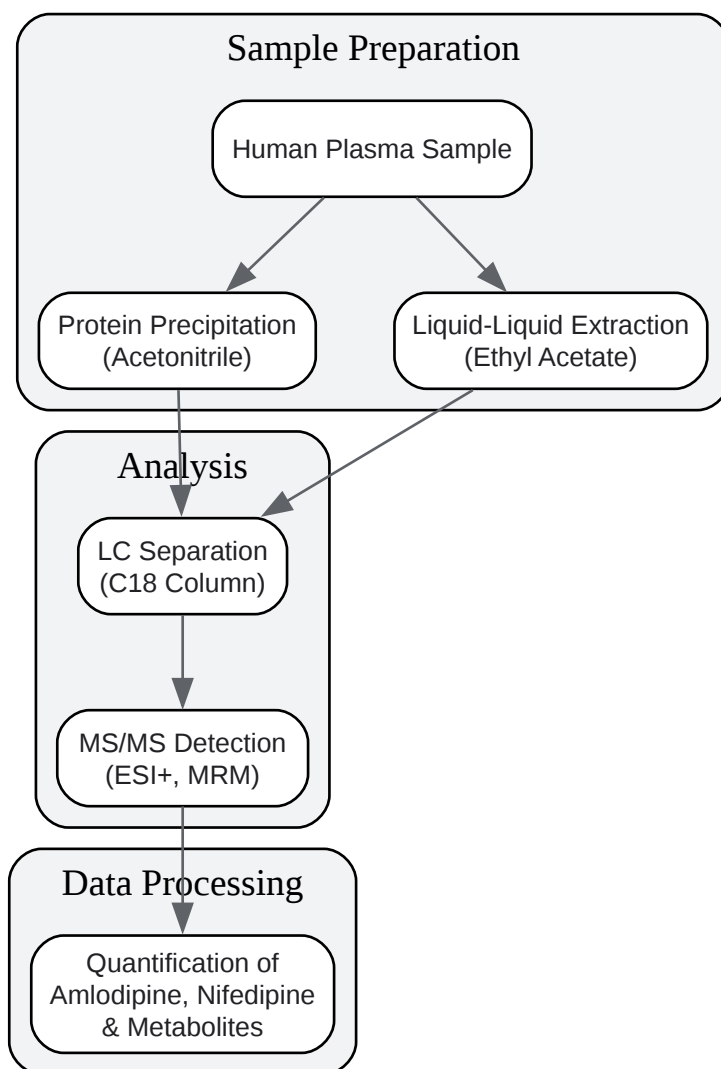 Sample Preparation
Human Plasma Sample
Protein Precipitation
(Acetonitrile)
Liquid-Liquid Extraction
(Ethyl Acetate)
Analysis
LC Separation
(C18 Column)
MS/MS Detection
(ESI+, MRM)
Data Processing
Quantification of
Amlodipine, Nifedipine
& Metabolites